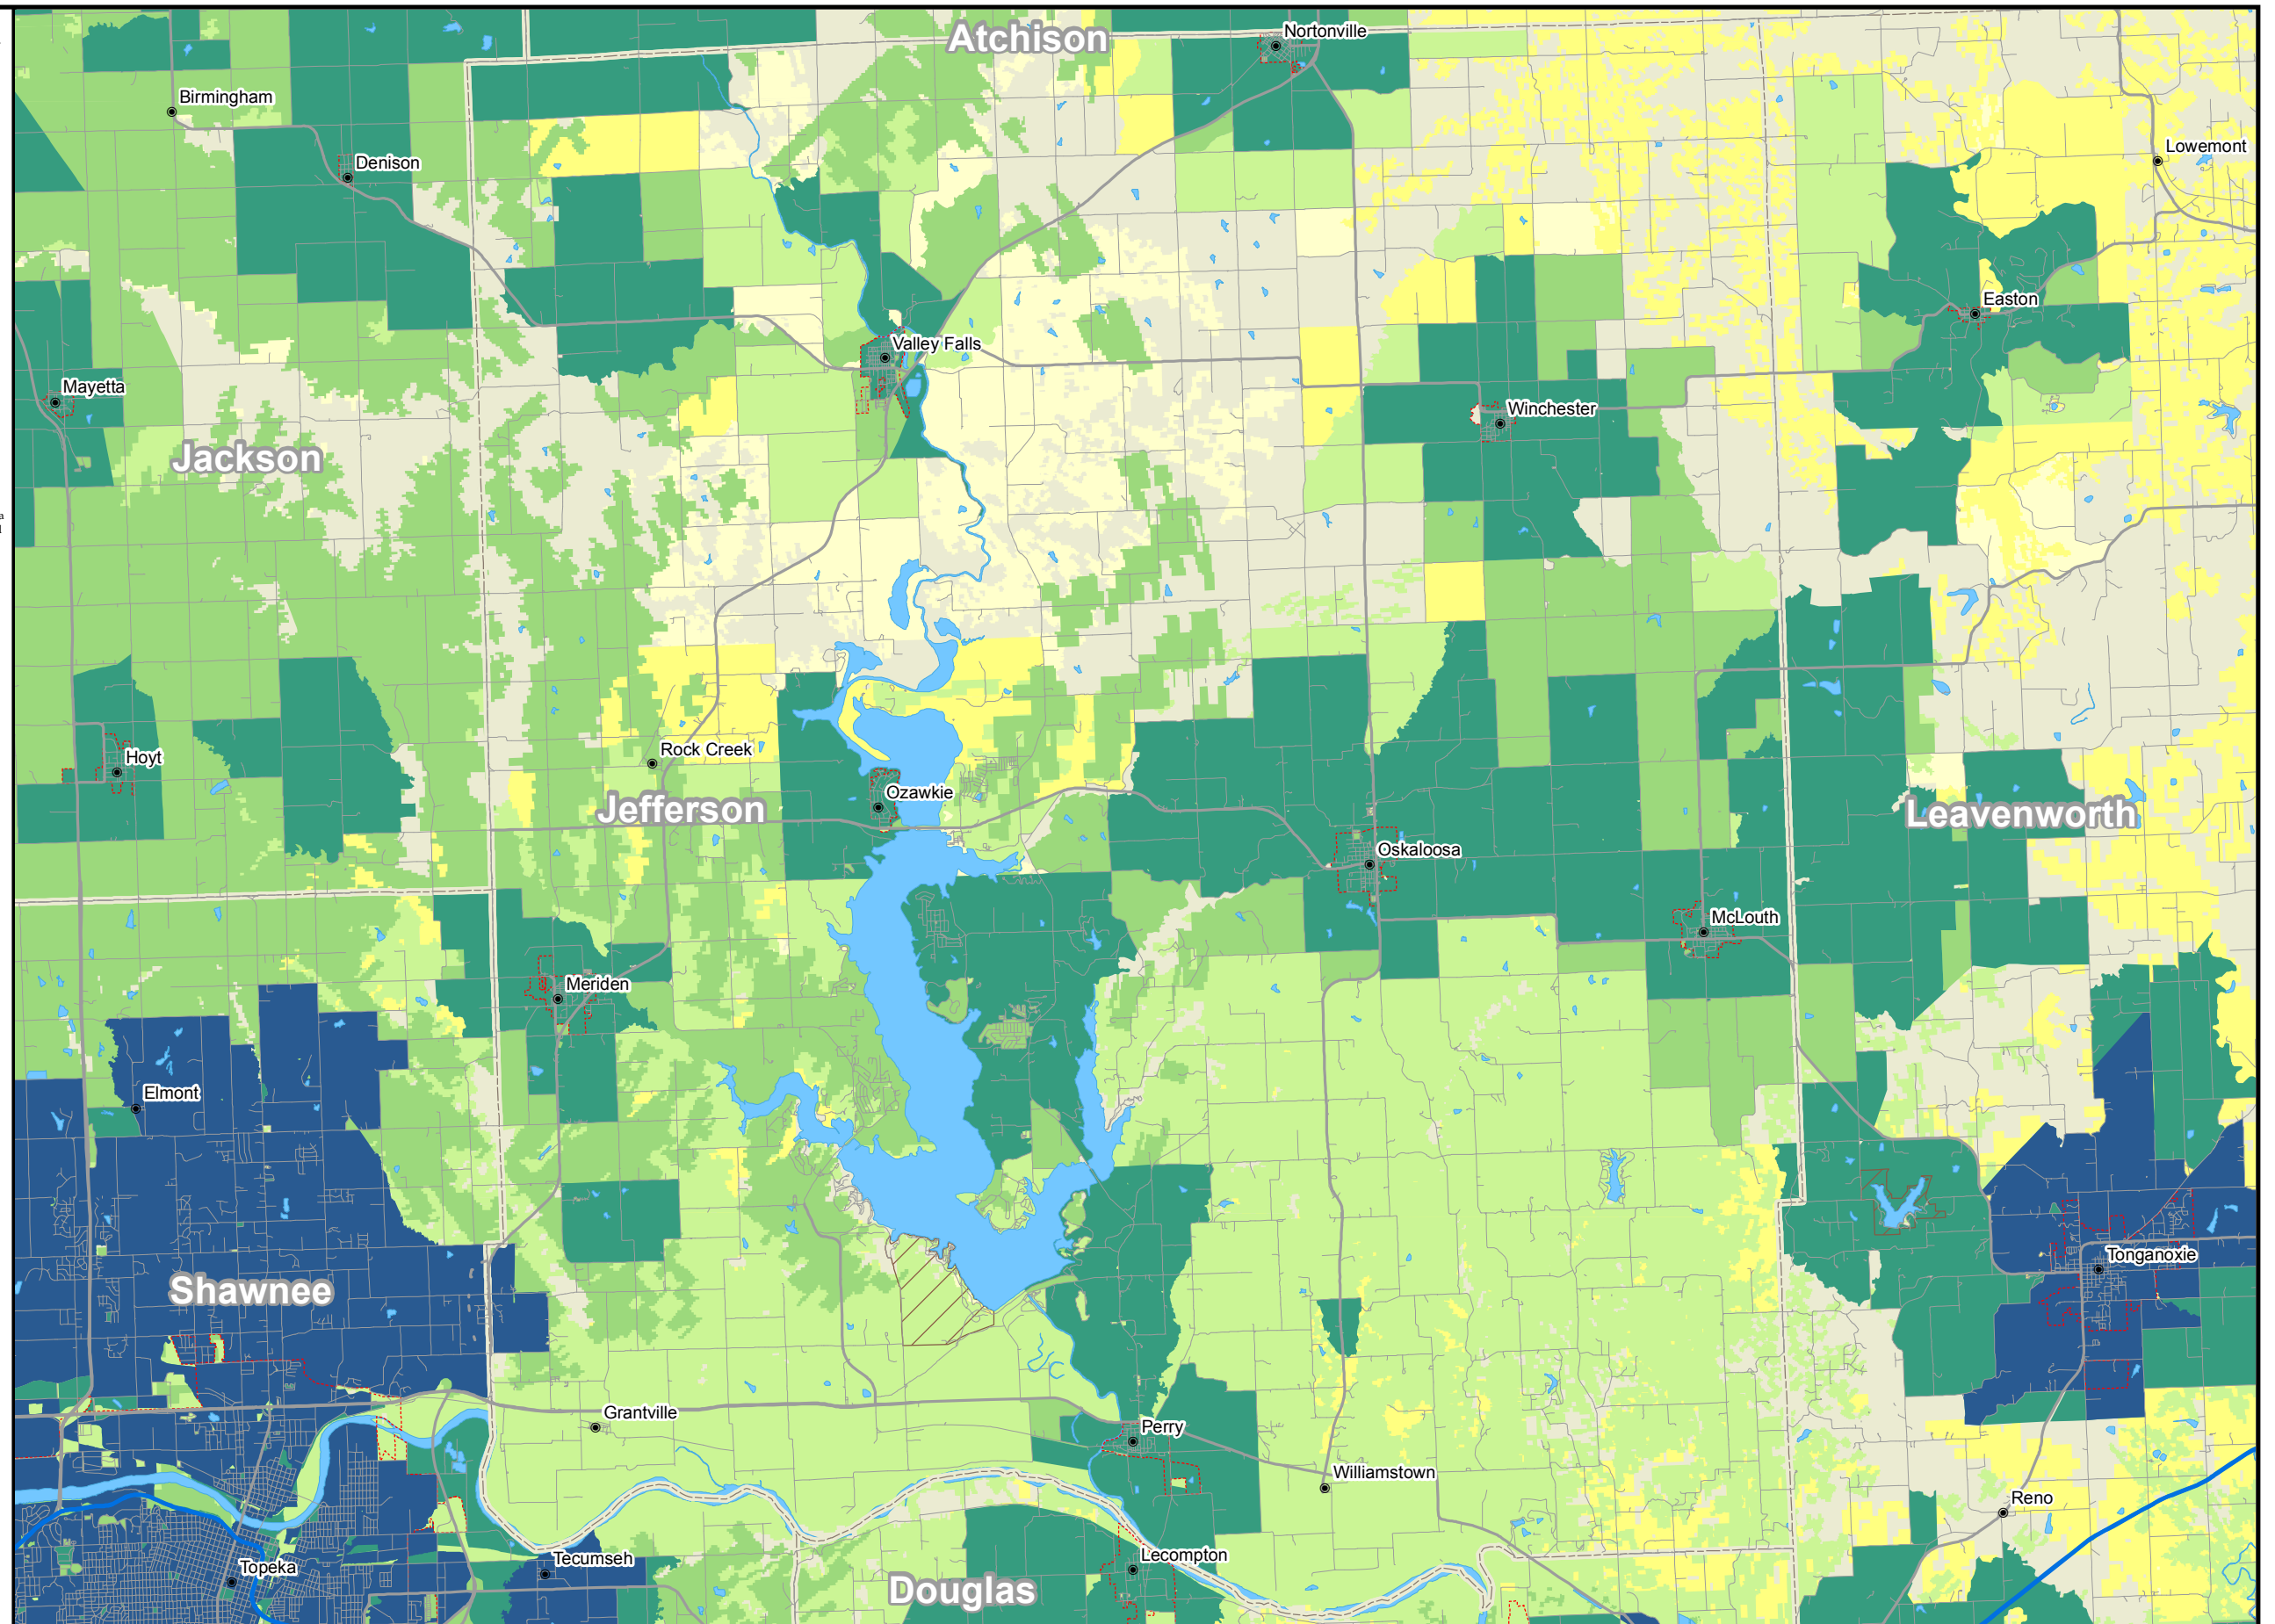 Atchison
Nortonville
Birmingham
Lowemont
Denison
Easton
Valley Falls
Mayetta
Winchester
Jackson
a
Rock Creek
Hoyt
Ozawkie
Jefferson
Leavenworth
Oskaloosa
McLouth
Meriden
Elmont
Tonganoxie
Shawnee
Grantville
Perry
Williamstown
Reno
Tecumseh
Lecompton
Topeka
Douglas